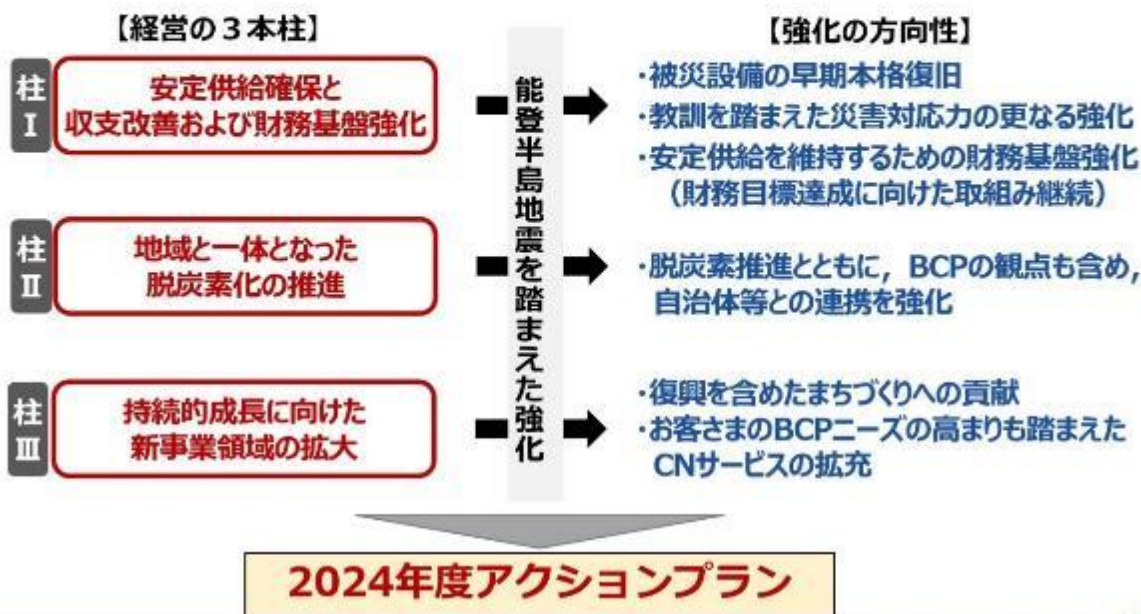 【経営の３本柱】
柱
Ⅰ
安定供給確保と
収支改善および財務基盤強化
柱
Ⅱ
地域と一体となった
脱炭素化の推進
柱
Ⅲ
持続的成長に向けた
新事業領域の拡大
能登半島地震を踏まえた強化
【強化の方向性】
・被災設備の早期本格復旧
・教訓を踏まえた災害対応力の更なる強化
・安定供給を維持するための財務基盤強化
（財務目標達成に向けた取組み継続）
・脱炭素推進とともに，BCPの観点も含め，
自治体等との連携を強化
・復興を含めたまちづくりへの貢献
・お客さまのBCPニーズの高まりも踏まえた
CNサービスの拡充
2024年度アクションプラン